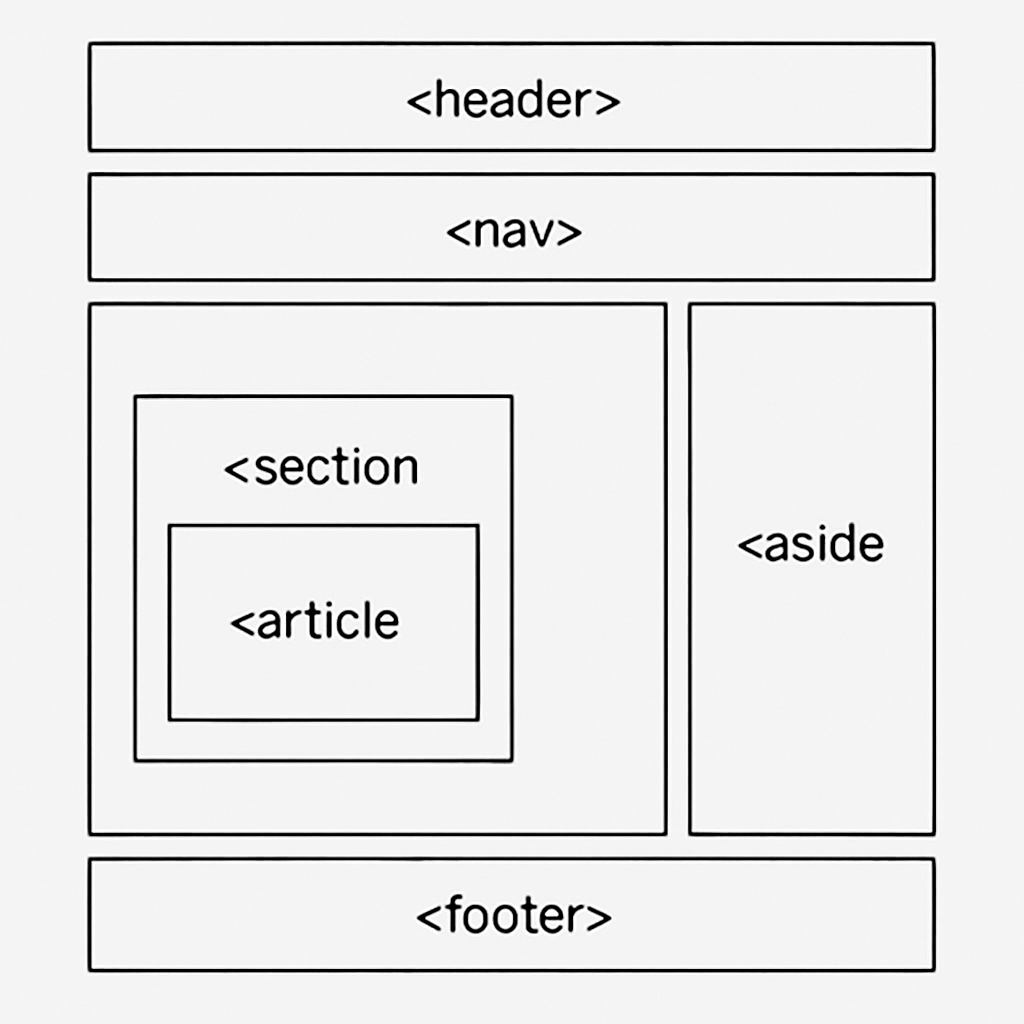 <header>
<nav>
<section
<article
<aside
<footer>